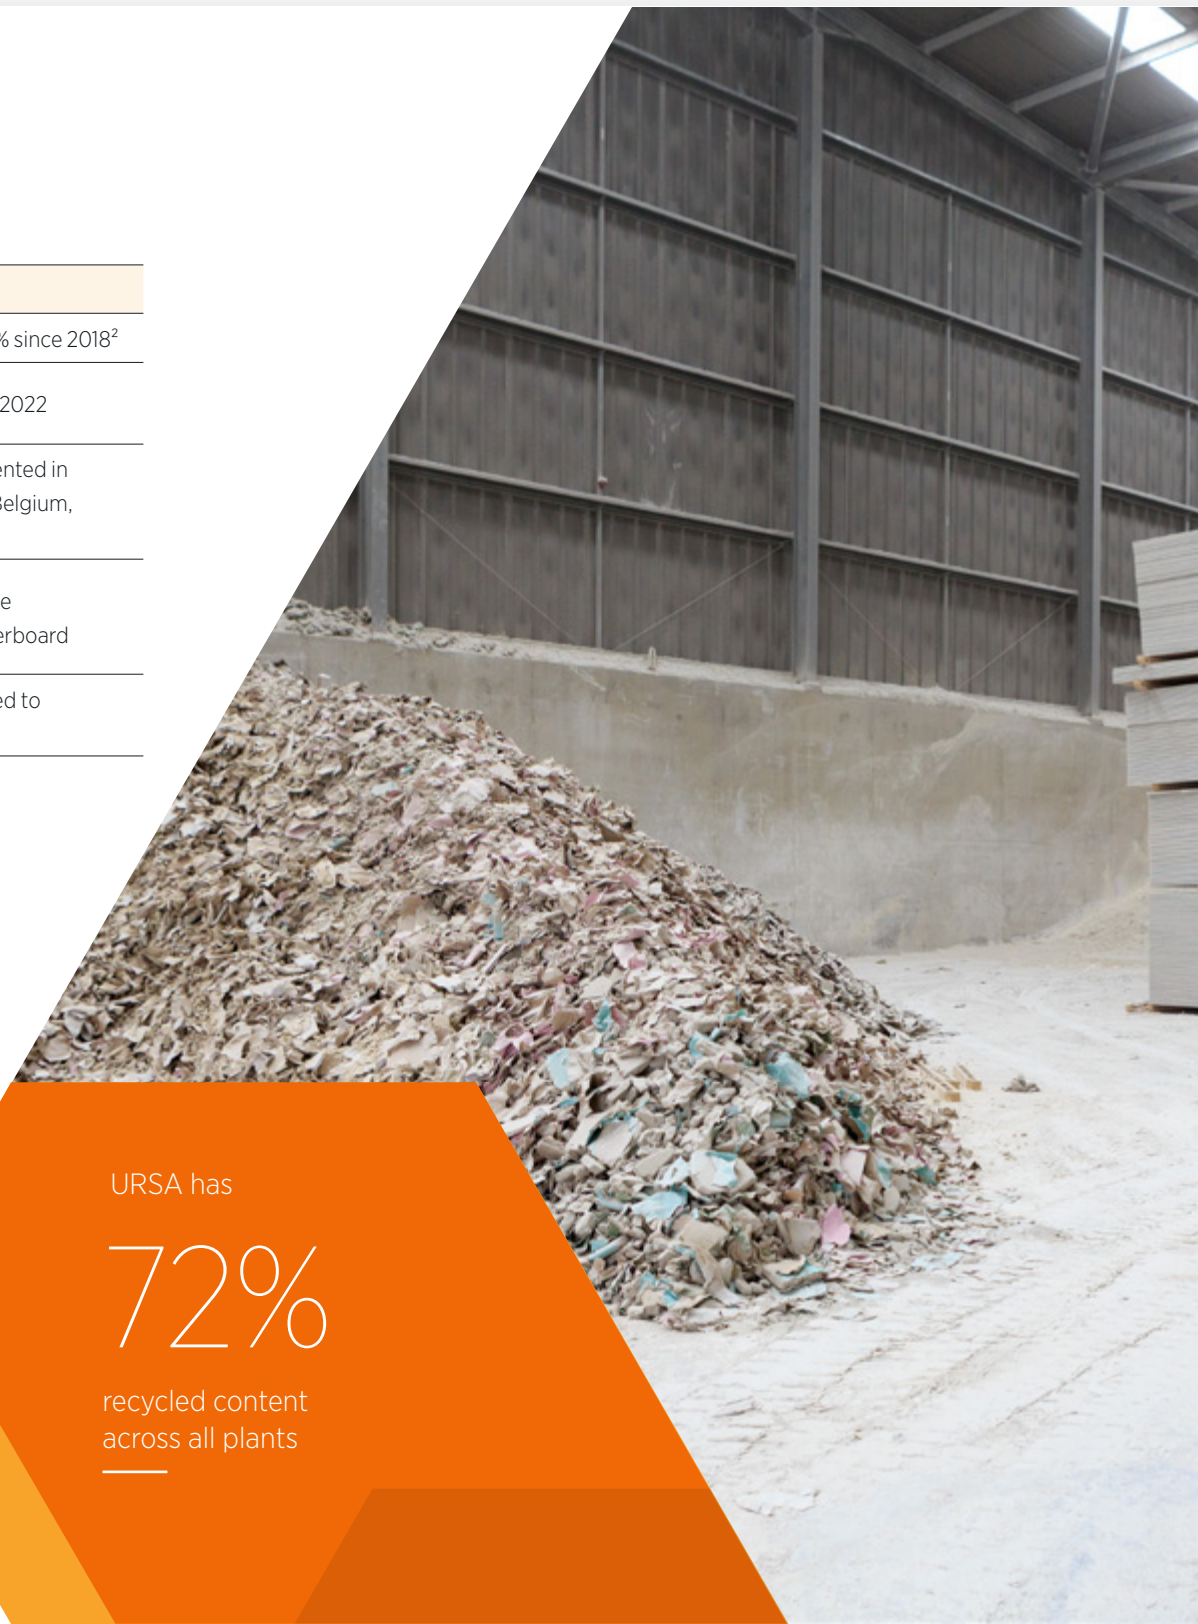 % since 2018²
2022
ented in
Belgium,
e
erboard
ed to
URSA has
72%
recycled content
across all plants